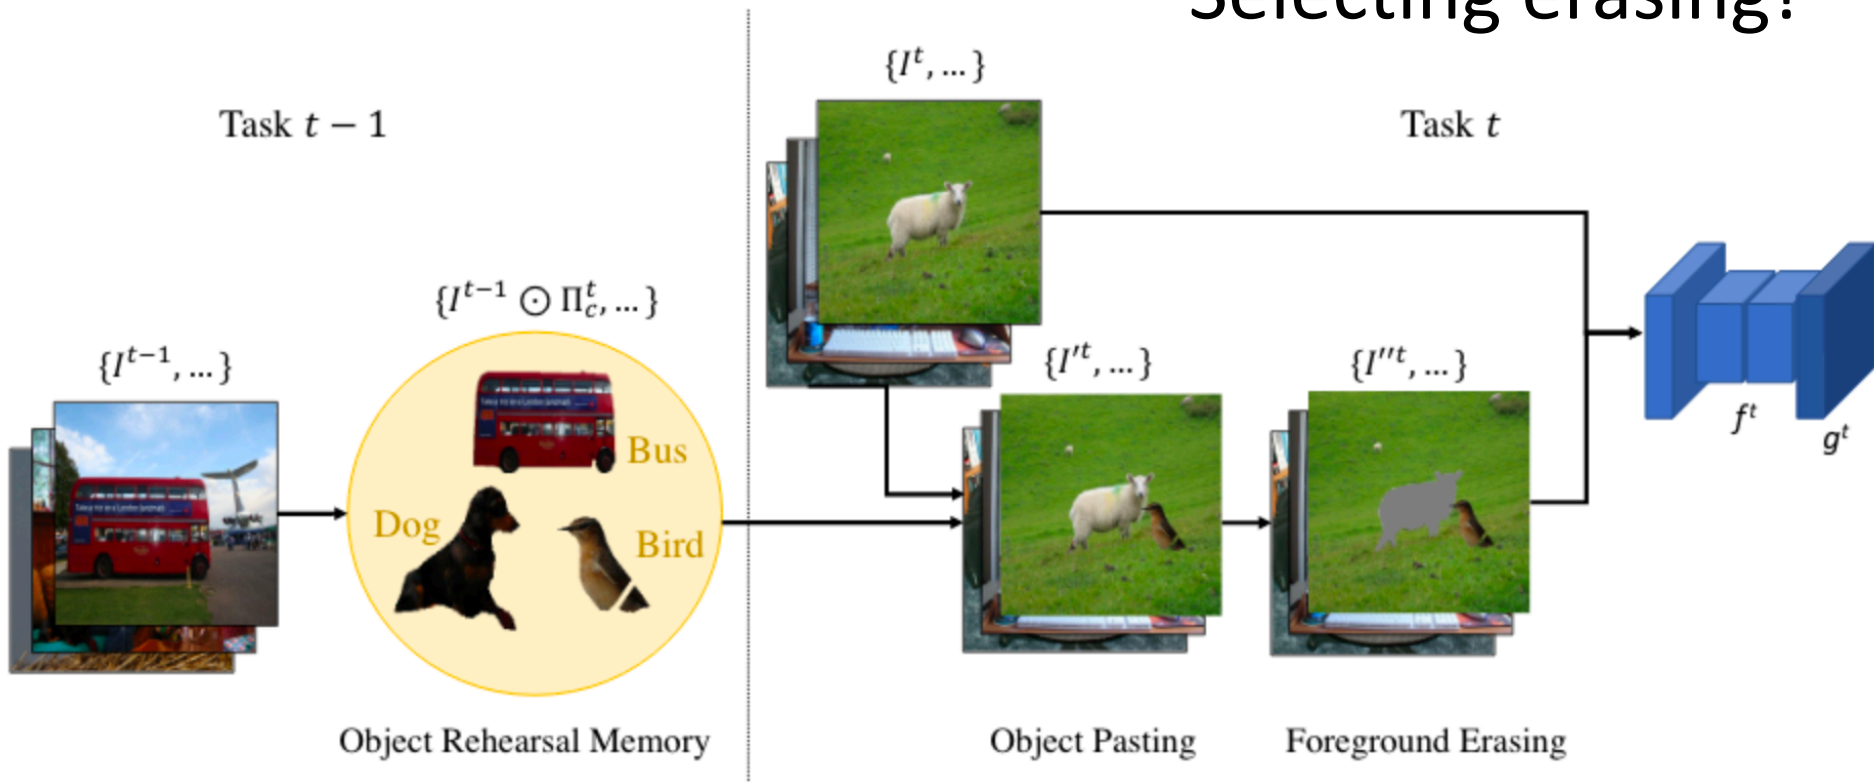 Selecting erasing?
Task t − 1
{I^{t−1}, …}
{I^{t−1} ⊙ Π_c^t, …}
Bus
Dog
Bird
Object Rehearsal Memory
{I^t, …}
Task t
{I′^t, …}
{I″^t, …}
f^t
g^t
Object Pasting
Foreground Erasing